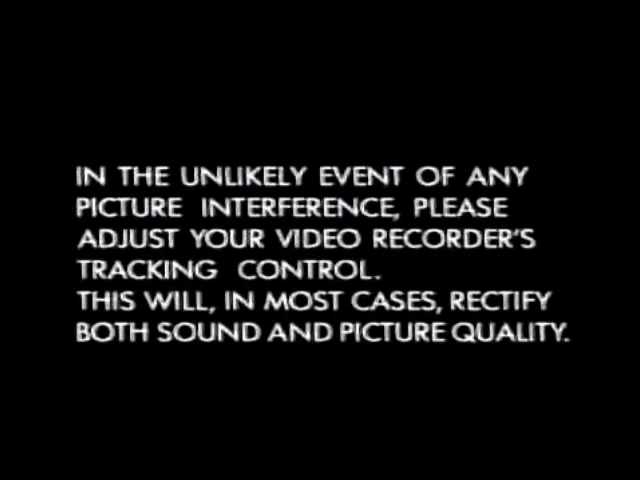 IN THE UNLIKELY EVENT OF ANY
PICTURE INTERFERENCE, PLEASE
ADJUST YOUR VIDEO RECORDER'S
TRACKING CONTROL.
THIS WILL, IN MOST CASES, RECTIFY
BOTH SOUND AND PICTURE QUALITY.